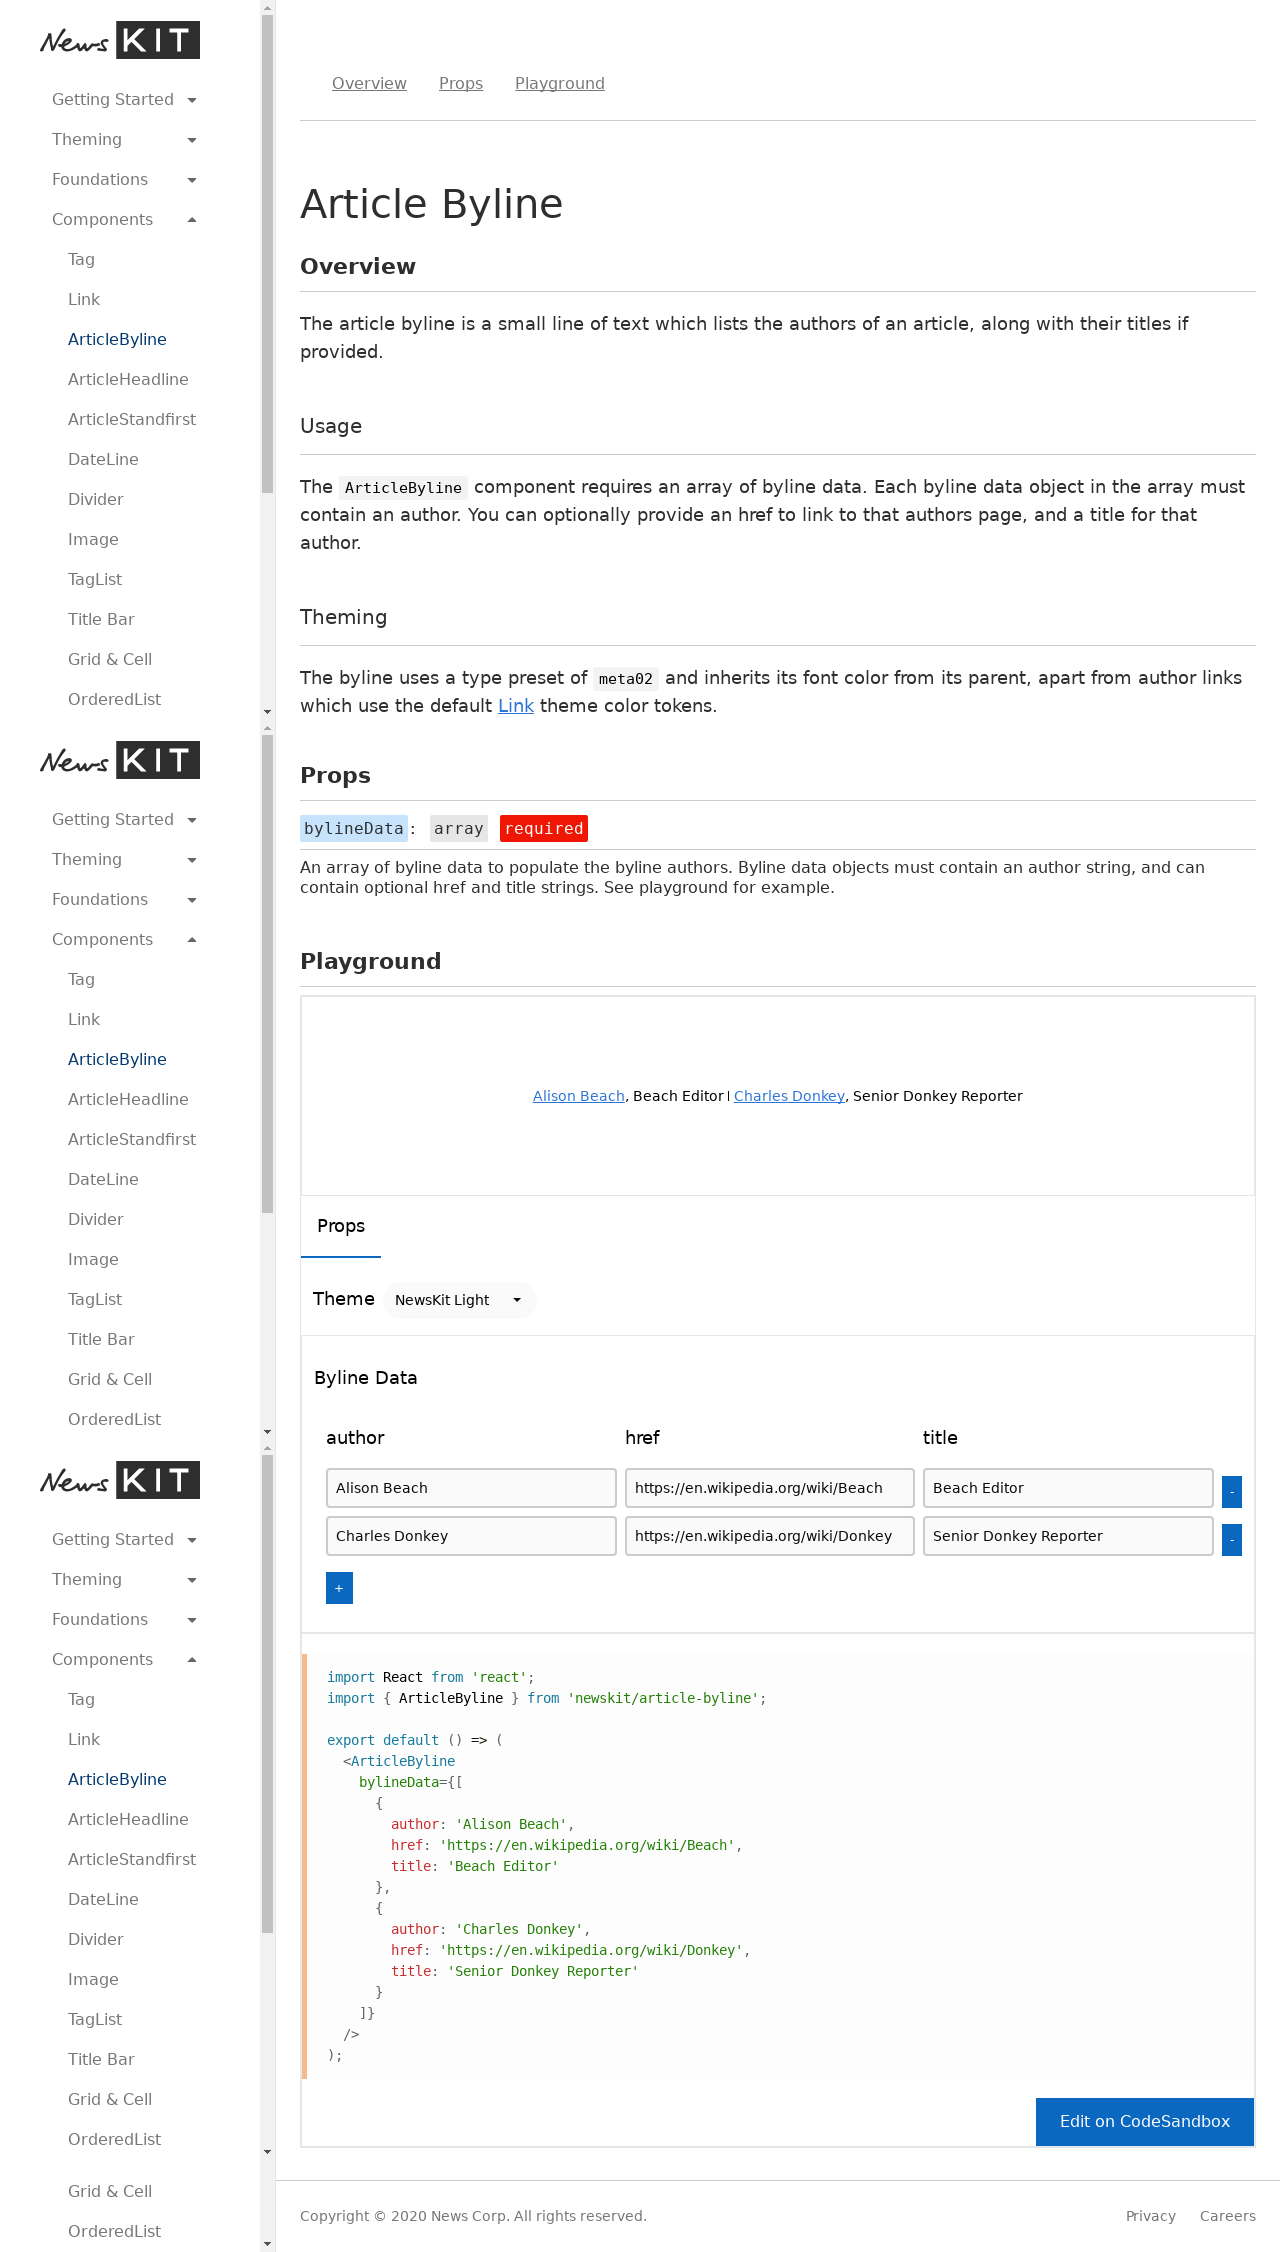 News KIT
Getting Started
Theming
Foundations
Components
Tag
Link
ArticleByline
ArticleHeadline
ArticleStandfirst
DateLine
Divider
Image
TagList
Title Bar
Grid & Cell
OrderedList
News KIT
Getting Started
Theming
Foundations
Components
Tag
Link
ArticleByline
ArticleHeadline
ArticleStandfirst
DateLine
Divider
Image
TagList
Title Bar
Grid & Cell
OrderedList
News KIT
Getting Started
Theming
Foundations
Components
Tag
Link
ArticleByline
ArticleHeadline
ArticleStandfirst
DateLine
Divider
Image
TagList
Title Bar
Grid & Cell
OrderedList
Grid & Cell
OrderedList
Overview Props Playground
Article Byline
Overview
The article byline is a small line of text which lists the authors of an article, along with their titles if
provided.
Usage
The ArticleByline component requires an array of byline data. Each byline data object in the array must
contain an author. You can optionally provide an href to link to that authors page, and a title for that
author.
Theming
The byline uses a type preset of meta02 and inherits its font color from its parent, apart from author links
which use the default Link theme color tokens.
Props
bylineData: array required
An array of byline data to populate the byline authors. Byline data objects must contain an author string, and can
contain optional href and title strings. See playground for example.
Playground
Alison Beach, Beach Editor | Charles Donkey, Senior Donkey Reporter
Props
Theme NewsKit Light
Byline Data
author href title
Alison Beach https://en.wikipedia.org/wiki/Beach Beach Editor -
Charles Donkey https://en.wikipedia.org/wiki/Donkey Senior Donkey Reporter -
+
import React from 'react';
import { ArticleByline } from 'newskit/article-byline';
export default () => (
<ArticleByline
bylineData={[
{
author: 'Alison Beach',
href: 'https://en.wikipedia.org/wiki/Beach',
title: 'Beach Editor'
},
{
author: 'Charles Donkey',
href: 'https://en.wikipedia.org/wiki/Donkey',
title: 'Senior Donkey Reporter'
}
]}
/>
);
Edit on CodeSandbox
Copyright © 2020 News Corp. All rights reserved. Privacy Careers